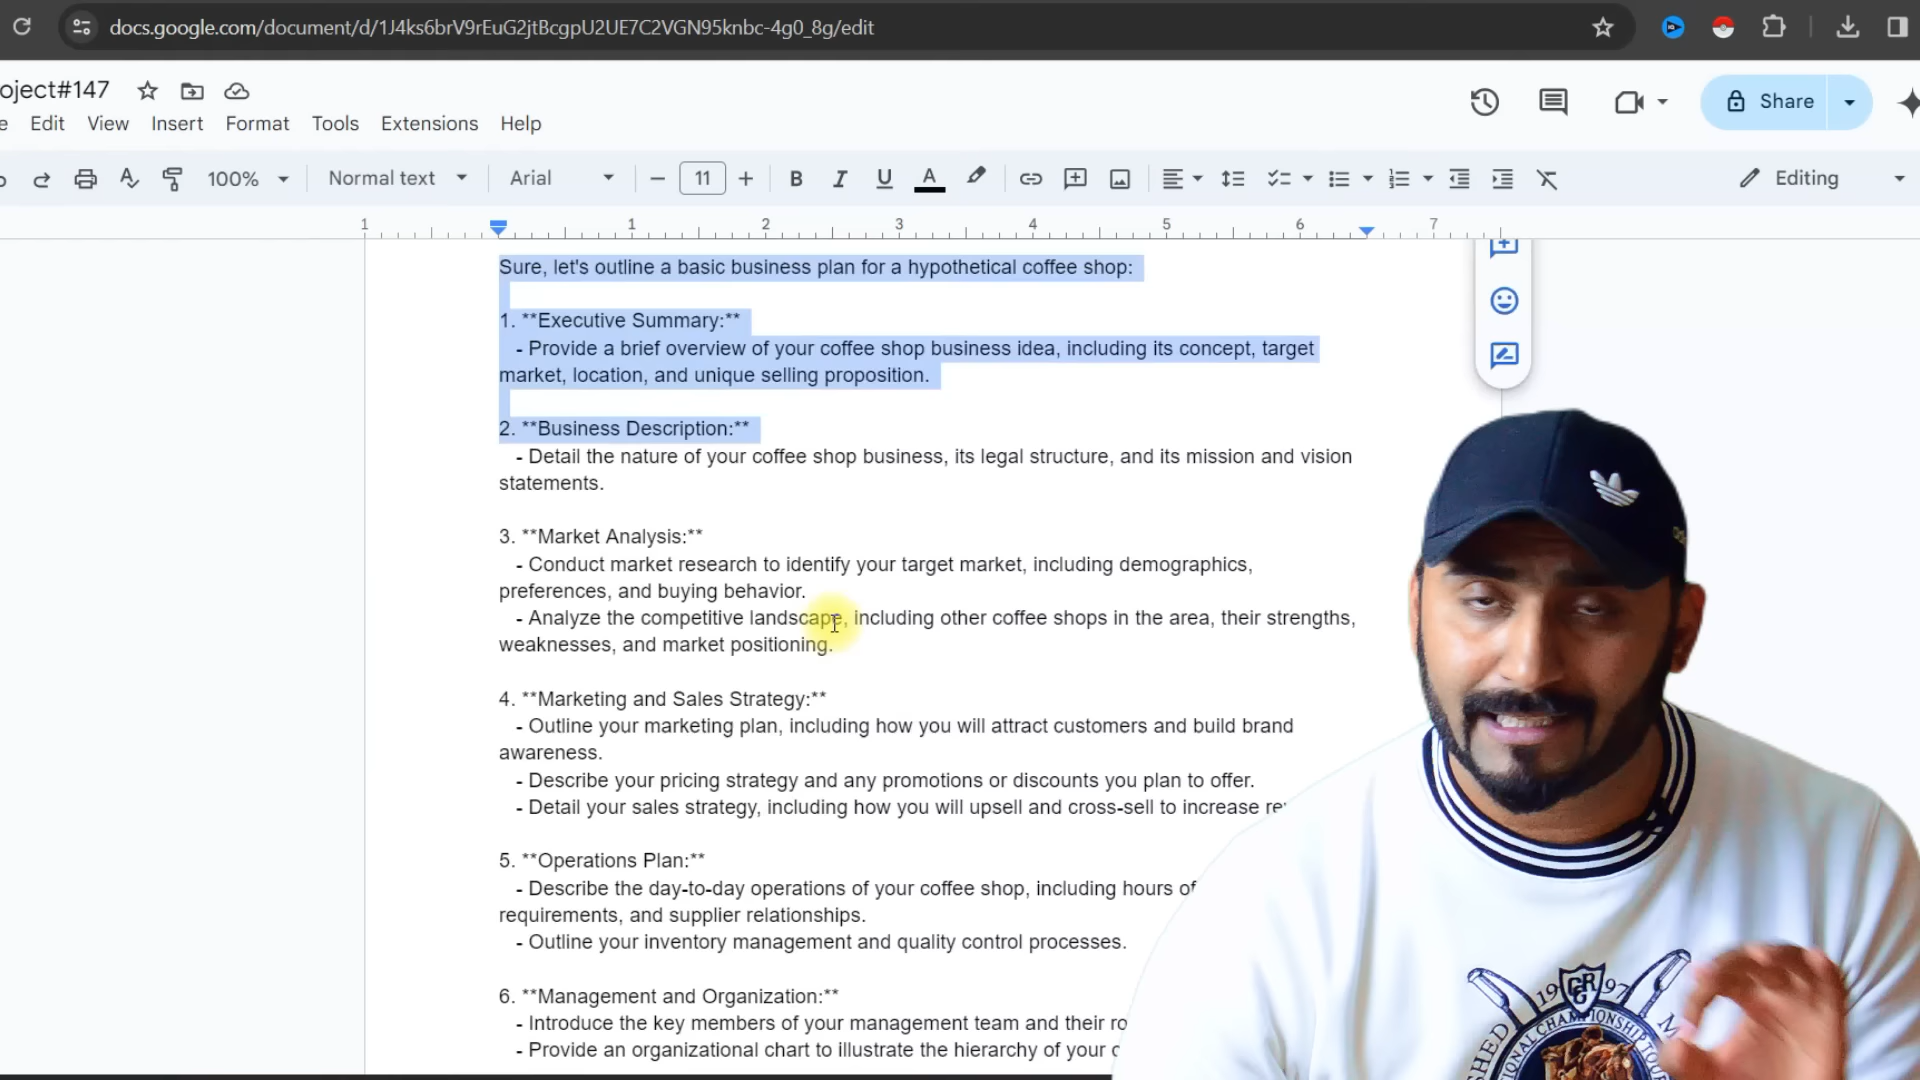 docs.google.com/document/d/1J4ks6brV9rEuG2jtBcgpU2UE7C2VGN95knbc-4g0_8g/edit
oject#147
e Edit View Insert Format Tools Extensions Help
Share
100% Normal text Arial 11 B I U A Editing
1 1 2 3 4 5 6 7
Sure, let's outline a basic business plan for a hypothetical coffee shop:
1. **Executive Summary:**
- Provide a brief overview of your coffee shop business idea, including its concept, target
market, location, and unique selling proposition.
2. **Business Description:**
- Detail the nature of your coffee shop business, its legal structure, and its mission and vision
statements.
3. **Market Analysis:**
- Conduct market research to identify your target market, including demographics,
preferences, and buying behavior.
- Analyze the competitive landscape, including other coffee shops in the area, their strengths,
weaknesses, and market positioning.
4. **Marketing and Sales Strategy:**
- Outline your marketing plan, including how you will attract customers and build brand
awareness.
- Describe your pricing strategy and any promotions or discounts you plan to offer.
- Detail your sales strategy, including how you will upsell and cross-sell to increase
5. **Operations Plan:**
- Describe the day-to-day operations of your coffee shop, including hours of
requirements, and supplier relationships.
- Outline your inventory management and quality control processes.
6. **Management and Organization:**
- Introduce the key members of your management team and their
- Provide an organizational chart to illustrate the hierarchy of your
19 97